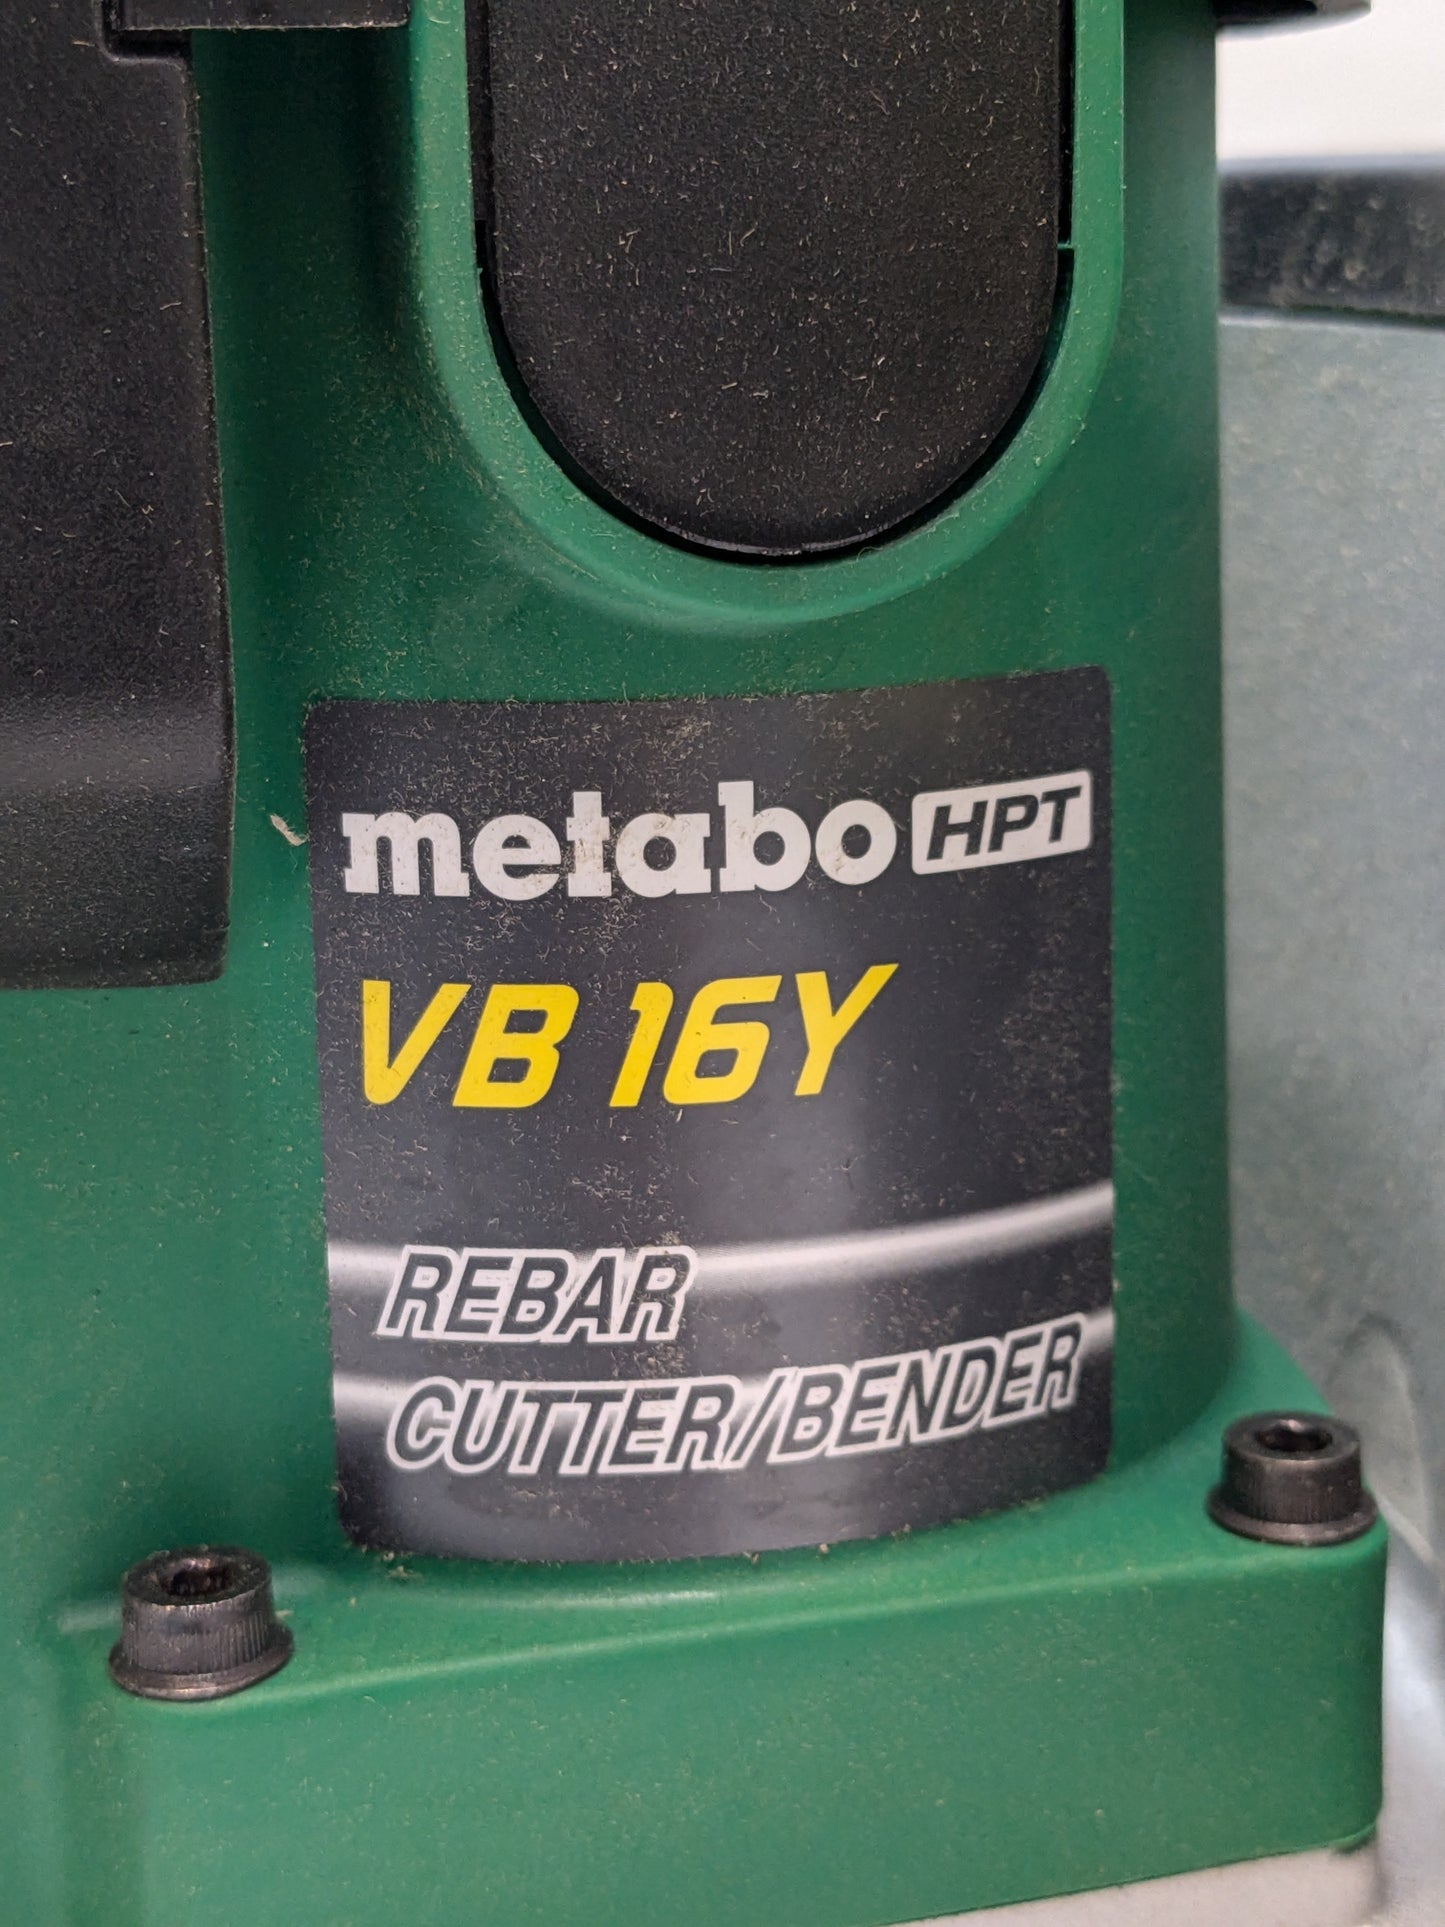 metabo HPT
VB 16Y
REBAR
CUTTER/BENDER